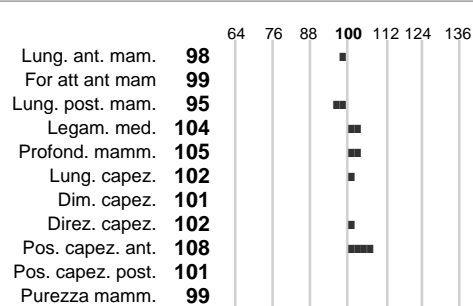 64 76 88 100 112 124 136
Lung. ant. mam. 98
For att ant mam 99
Lung. post. mam. 95
Legam. med. 104
Profond. mamm. 105
Lung. capez. 102
Dim. capez. 101
Direz. capez. 102
Pos. capez. ant. 108
Pos. capez. post. 101
Purezza mamm. 99